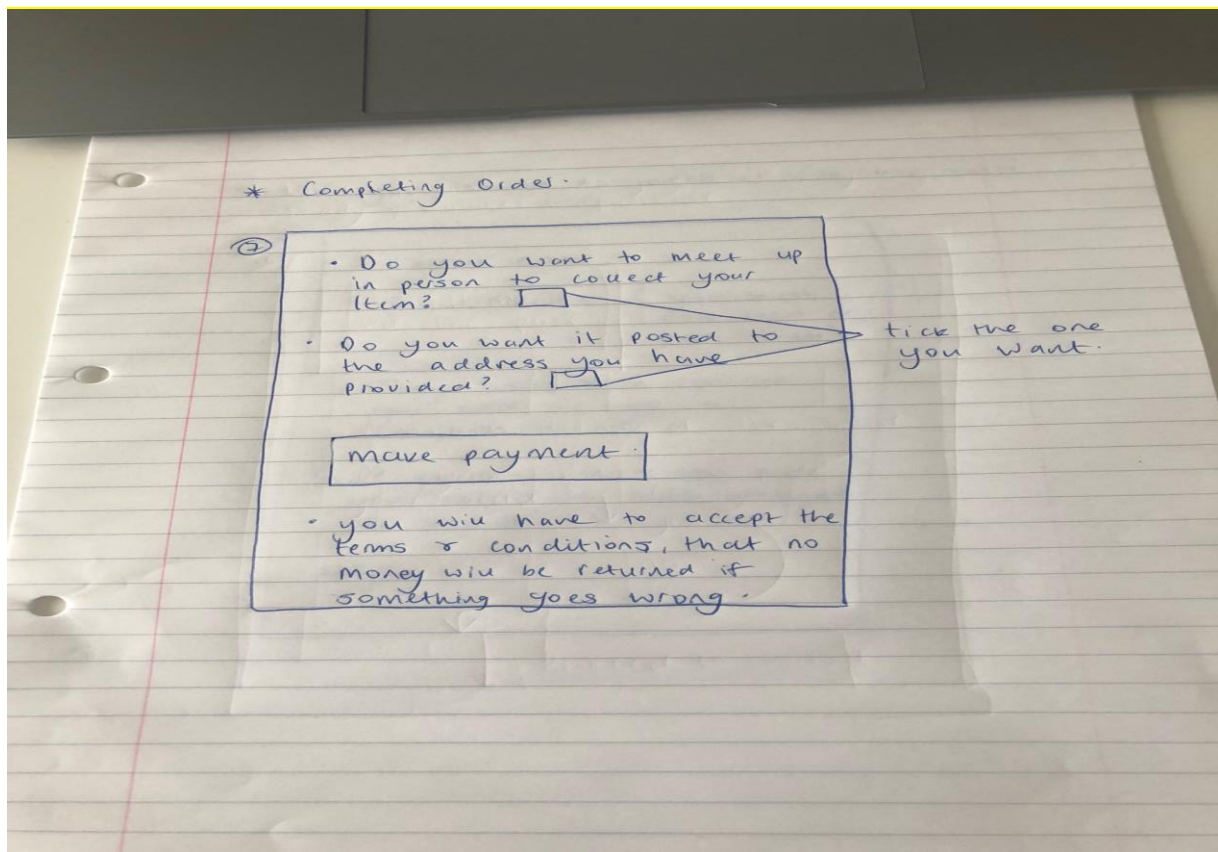 * Completing Order.
7
• Do you want to meet up
in person to collect your
Item?
• Do you want it posted to
the address you have
provided?
tick the one
you want.
make payment.
• you will have to accept the
terms & conditions, that no
money will be returned if
something goes wrong.